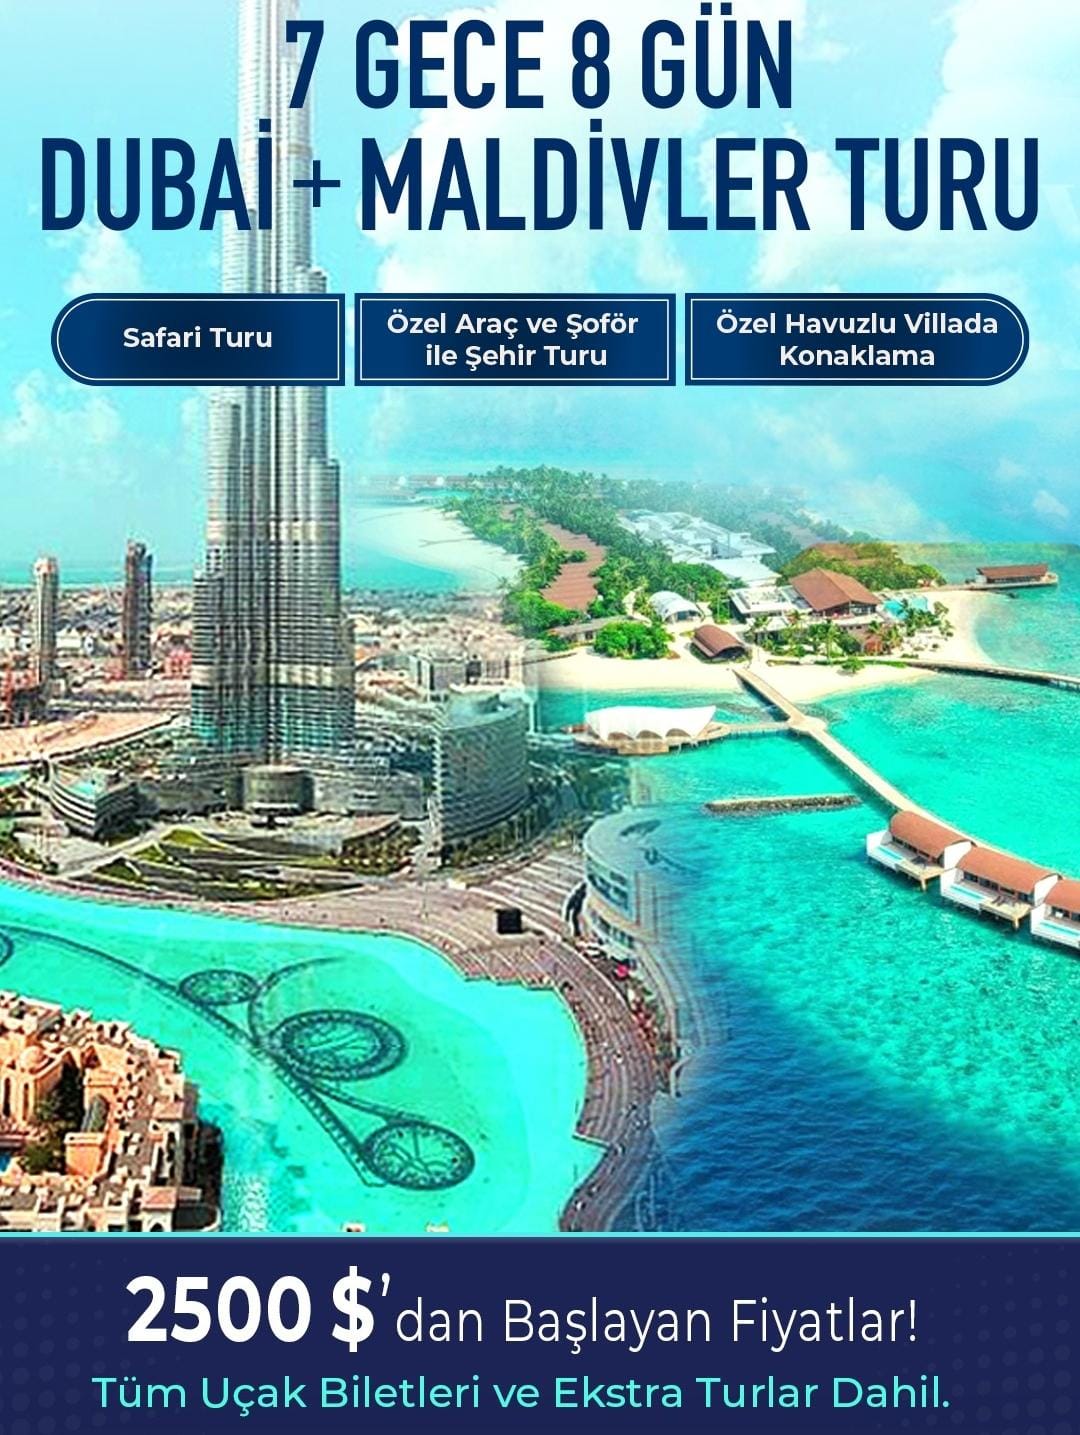 7 GECE 8 GÜN
DUBAİ + MALDİVLER TURU
Safari Turu
Özel Araç ve Şoför
ile Şehir Turu
Özel Havuzlu Villada
Konaklama
2500 $'dan Başlayan Fiyatlar!
Tüm Uçak Biletleri ve Ekstra Turlar Dahil.